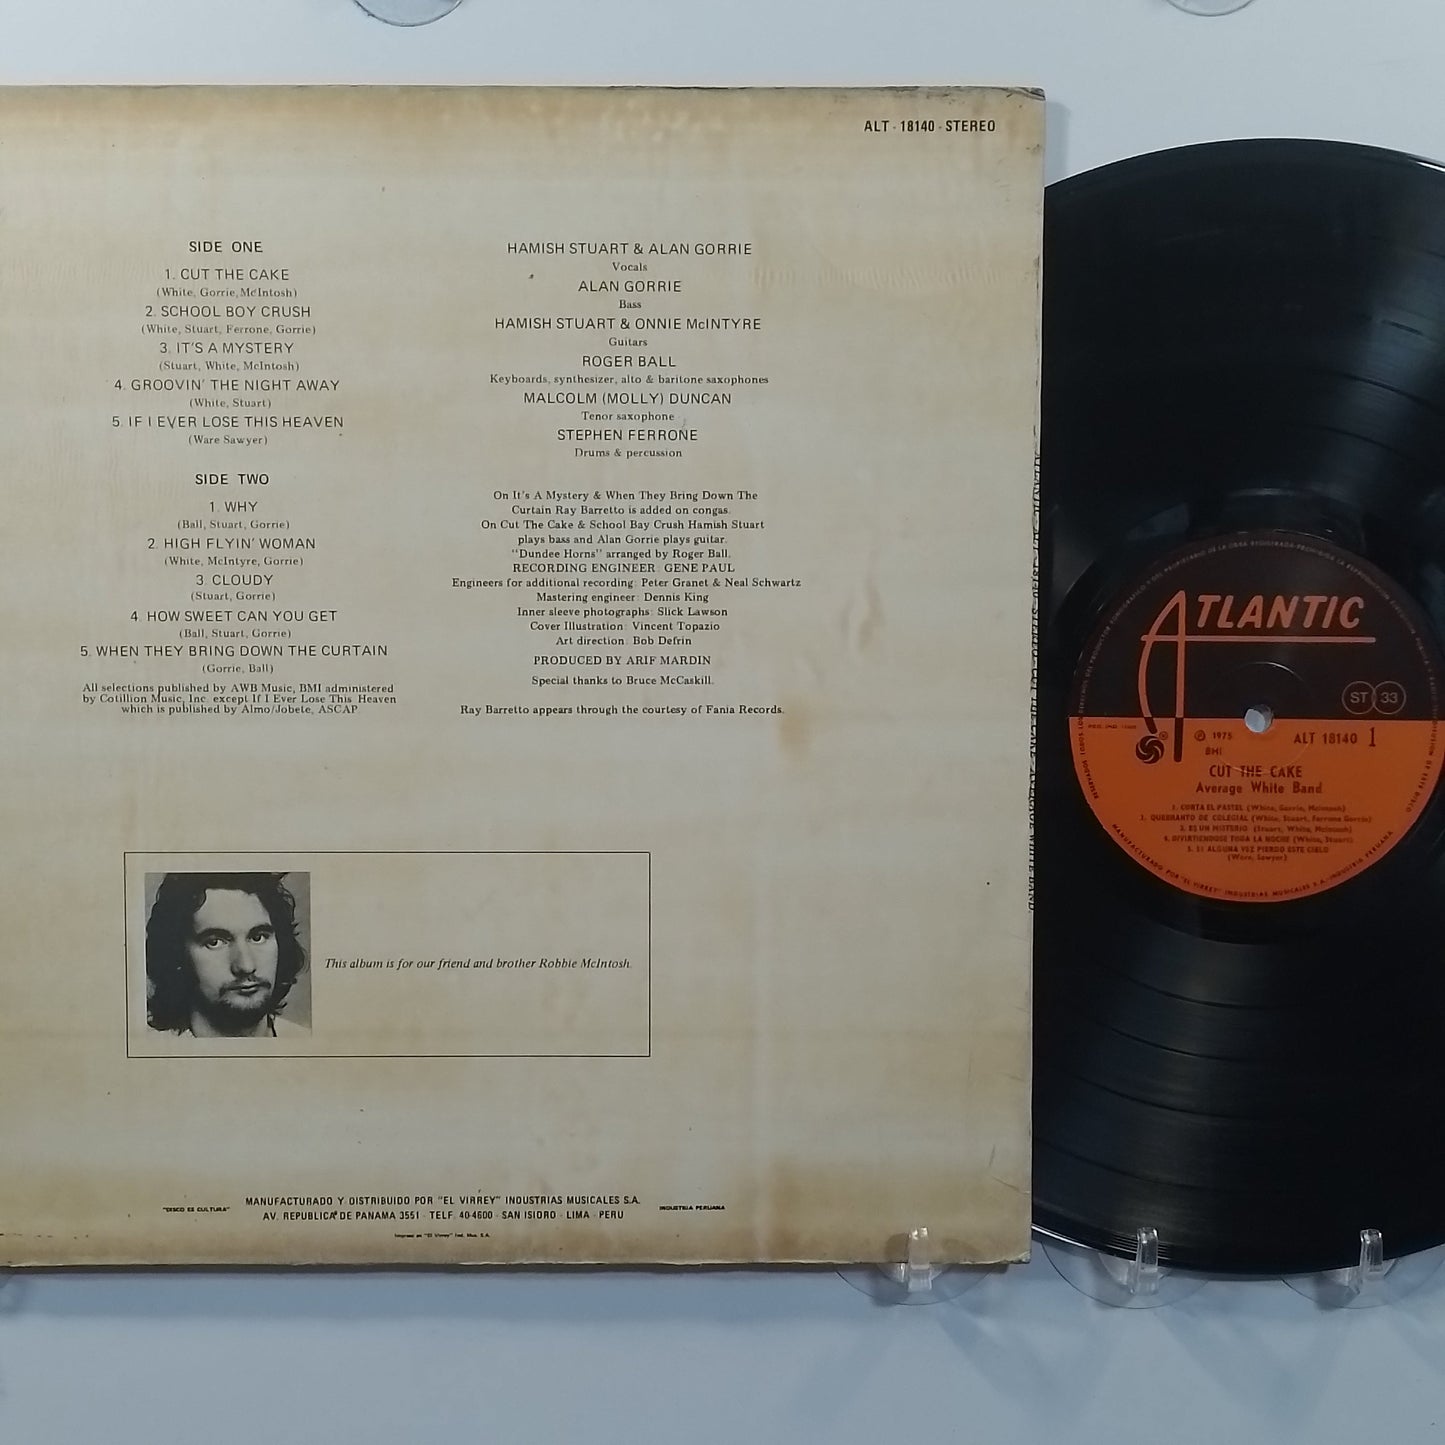 ALT - 18140 - STEREO
SIDE ONE
1. CUT THE CAKE
(White, Gorrie, McIntosh)
2. SCHOOL BOY CRUSH
(White, Stuart, Ferrone, Gorrie)
3. IT'S A MYSTERY
(Stuart, White, McIntosh)
4. GROOVIN' THE NIGHT AWAY
(White, Stuart)
5. IF I EVER LOSE THIS HEAVEN
(Ware Sawyer)
SIDE TWO
1. WHY
(Ball, Stuart, Gorrie)
2. HIGH FLYIN' WOMAN
(White, McIntyre, Gorrie)
3. CLOUDY
(Stuart, Gorrie)
4. HOW SWEET CAN YOU GET
(Ball, Stuart, Gorrie)
5. WHEN THEY BRING DOWN THE CURTAIN
(Gorrie, Ball)
All selections published by AWB Music, BMI administered
by Cotillion Music, Inc. except If I Ever Lose This Heaven
which is published by Almo/Jobete, ASCAP.
HAMISH STUART & ALAN GORRIE
Vocals
ALAN GORRIE
Bass
HAMISH STUART & ONNIE McINTYRE
Guitars
ROGER BALL
Keyboards, synthesizer, alto & baritone saxophones
MALCOLM (MOLLY) DUNCAN
Tenor saxophone
STEPHEN FERRONE
Drums & percussion
On It's A Mystery & When They Bring Down The
Curtain Ray Barretto is added on congas.
On Cut The Cake & School Bay Crush Hamish Stuart
plays bass and Alan Gorrie plays guitar.
"Dundee Horns" arranged by Roger Ball.
RECORDING ENGINEER: GENE PAUL
Engineers for additional recording: Peter Granet & Neal Schwartz
Mastering engineer: Dennis King
Inner sleeve photographs: Slick Lawson
Cover Illustration: Vincent Topazio
Art direction: Bob Defrin
PRODUCED BY ARIF MARDIN
Special thanks to Bruce McCaskill.
Ray Barretto appears through the courtesy of Fania Records.
This album is for our friend and brother Robbie McIntosh.
"DISCO ES CULTURA"
MANUFACTURADO Y DISTRIBUIDO POR "EL VIRREY" INDUSTRIAS MUSICALES S.A.
AV. REPUBLICA DE PANAMA 3551 - TELF. 40-4600 - SAN ISIDRO - LIMA - PERU
INDUSTRIA PERUANA
Impreso en "El Virrey" Ind. Mus. S.A.
ATLANTIC
ST 33
℗ 1975
BMI
ALT 18140 1
CUT THE CAKE
Average White Band
1. CORTA EL PASTEL (White, Gorrie, McIntosh)
2. QUEBRANTO DE COLEGIAL (White, Stuart, Ferrone Gorrie)
3. ES UN MISTERIO (Stuart, White, McIntosh)
4. DIVIRTIENDOSE TODA LA NOCHE (White, Stuart)
5. SI ALGUNA VEZ PIERDO ESTE CIELO
(Ware, Sawyer)
MANUFACTURADO POR "EL VIRREY" INDUSTRIAS MUSICALES S.A. - INDUSTRIA PERUANA